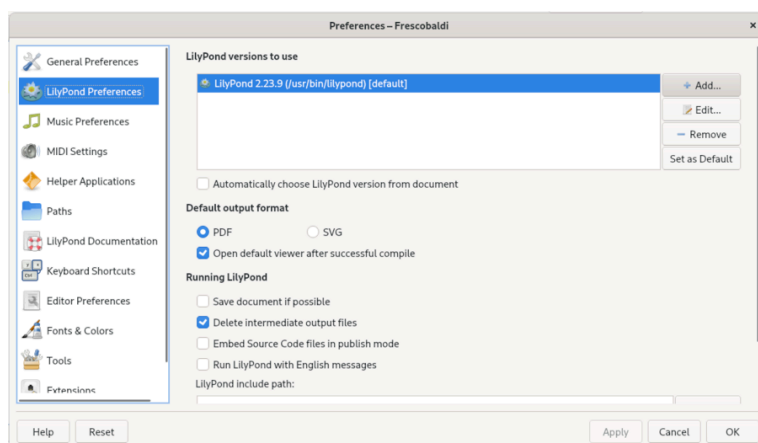 Preferences – Frescobaldi
×
General Preferences
LilyPond Preferences
Music Preferences
MIDI Settings
Helper Applications
Paths
LilyPond Documentation
Keyboard Shortcuts
Editor Preferences
Fonts & Colors
Tools
Extensions
LilyPond versions to use
LilyPond 2.23.9 (/usr/bin/lilypond) [default]
Add...
Edit...
Remove
Set as Default
Automatically choose LilyPond version from document
Default output format
PDF SVG
Open default viewer after successful compile
Running LilyPond
Save document if possible
Delete intermediate output files
Embed Source Code files in publish mode
Run LilyPond with English messages
LilyPond include path:
Help Reset Apply Cancel OK